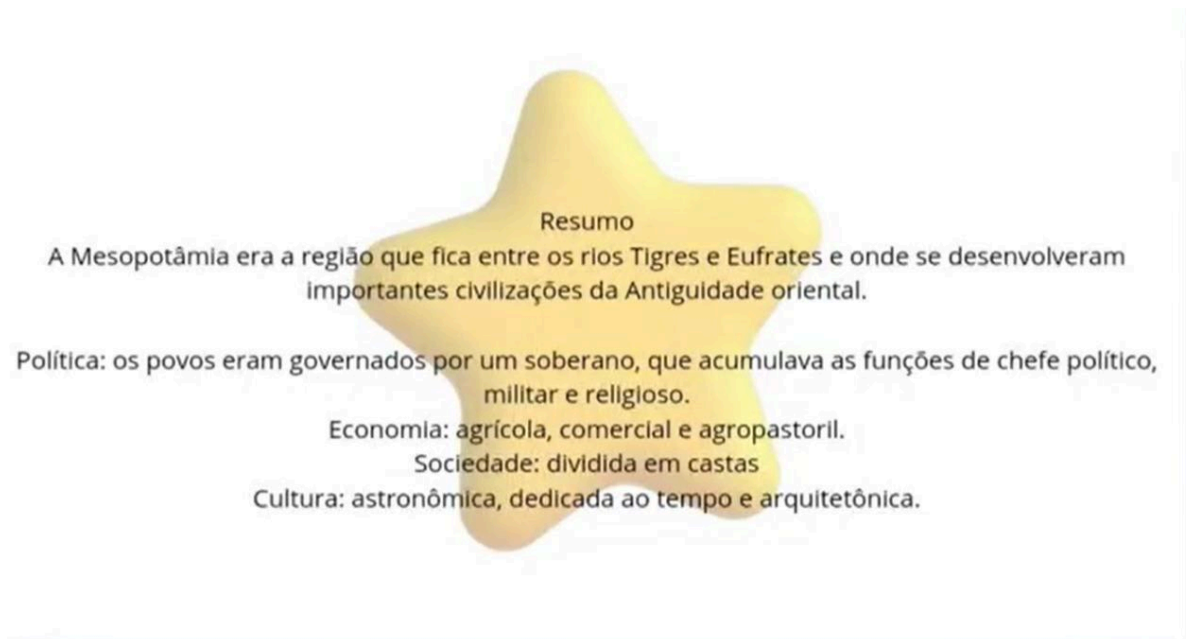 Resumo
A Mesopotâmia era a região que fica entre os rios Tigres e Eufrates e onde se desenvolveram
importantes civilizações da Antiguidade oriental.
Política: os povos eram governados por um soberano, que acumulava as funções de chefe político,
militar e religioso.
Economia: agrícola, comercial e agropastoril.
Sociedade: dividida em castas
Cultura: astronômica, dedicada ao tempo e arquitetônica.